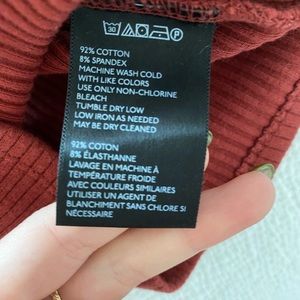 30
P
92% COTTON
8% SPANDEX
MACHINE WASH COLD
WITH LIKE COLORS
USE ONLY NON-CHLORINE
BLEACH
TUMBLE DRY LOW
LOW IRON AS NEEDED
MAY BE DRY CLEANED
92% COTON
8% ÉLASTHANNE
LAVAGE EN MACHINE À
TEMPÉRATURE FROIDE
AVEC COULEURS SIMILAIRES
UTILISER UN AGENT DE
BLANCHIMENT SANS CHLORE SI
NÉCESSAIRE